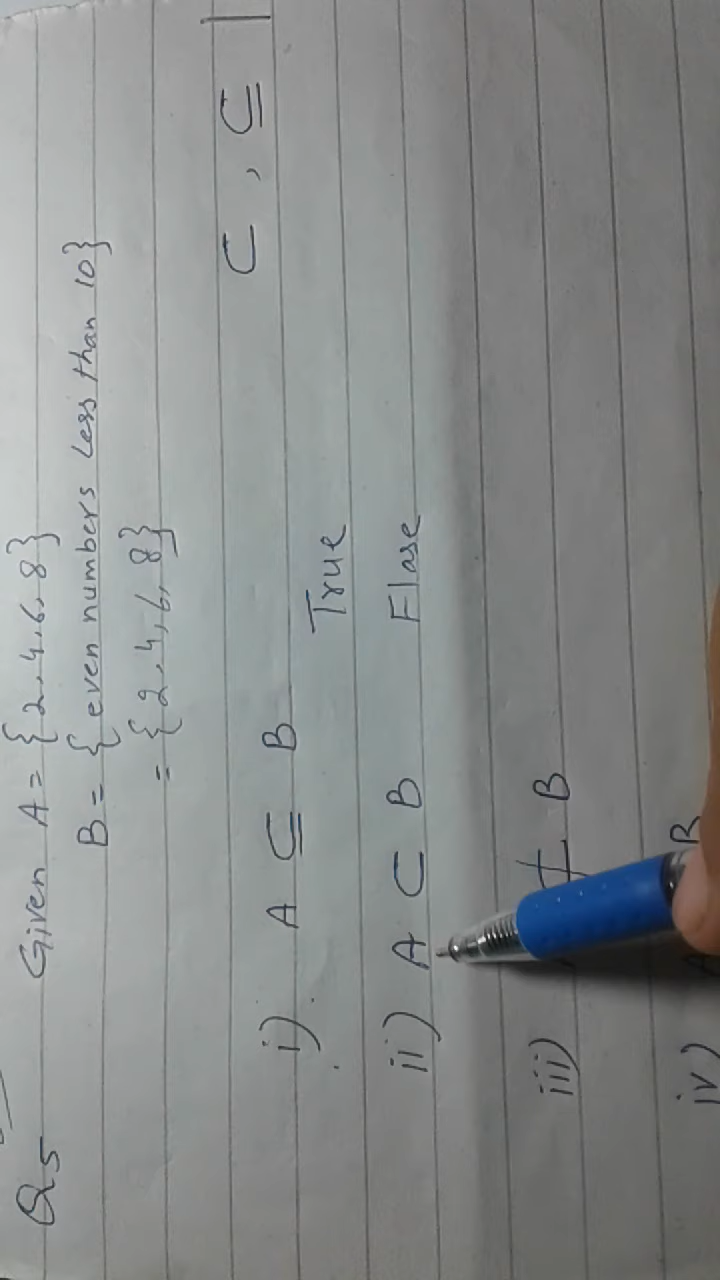 Q5 Given A = {2,4,6,8}
B = {even numbers less than 10}
= {2,4,6,8}
⊂ , ⊆
i) A ⊆ B True
ii) A ⊂ B Flase
iii) B
iv) B